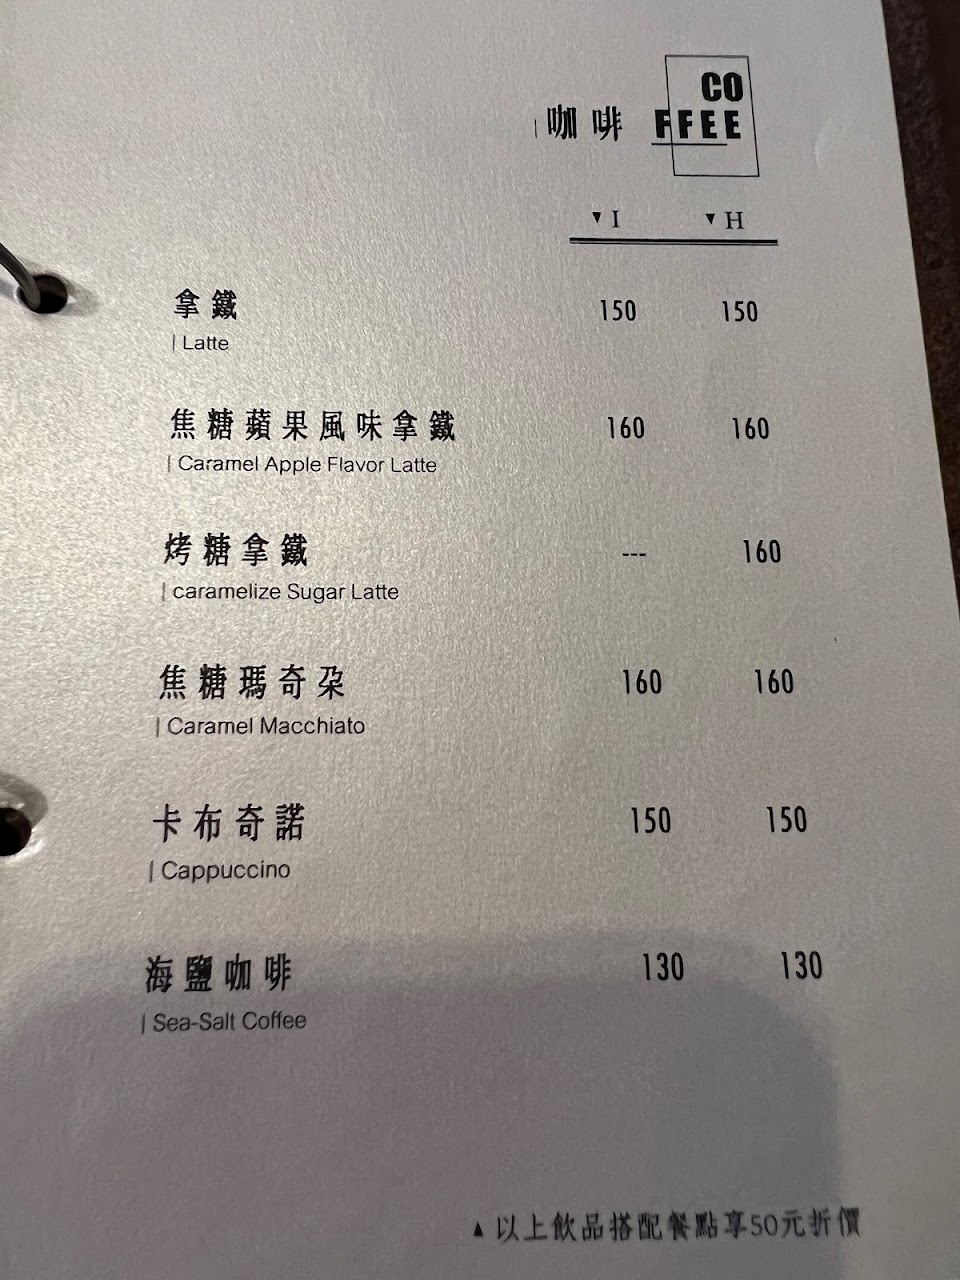 CO
咖啡 FFEE
▼ I ▼ H
拿鐵 150 150
| Latte
焦糖蘋果風味拿鐵 160 160
| Caramel Apple Flavor Latte
烤糖拿鐵 --- 160
| caramelize Sugar Latte
焦糖瑪奇朵 160 160
| Caramel Macchiato
卡布奇諾 150 150
| Cappuccino
海鹽咖啡 130 130
| Sea-Salt Coffee
▲ 以上飲品搭配餐點享50元折價